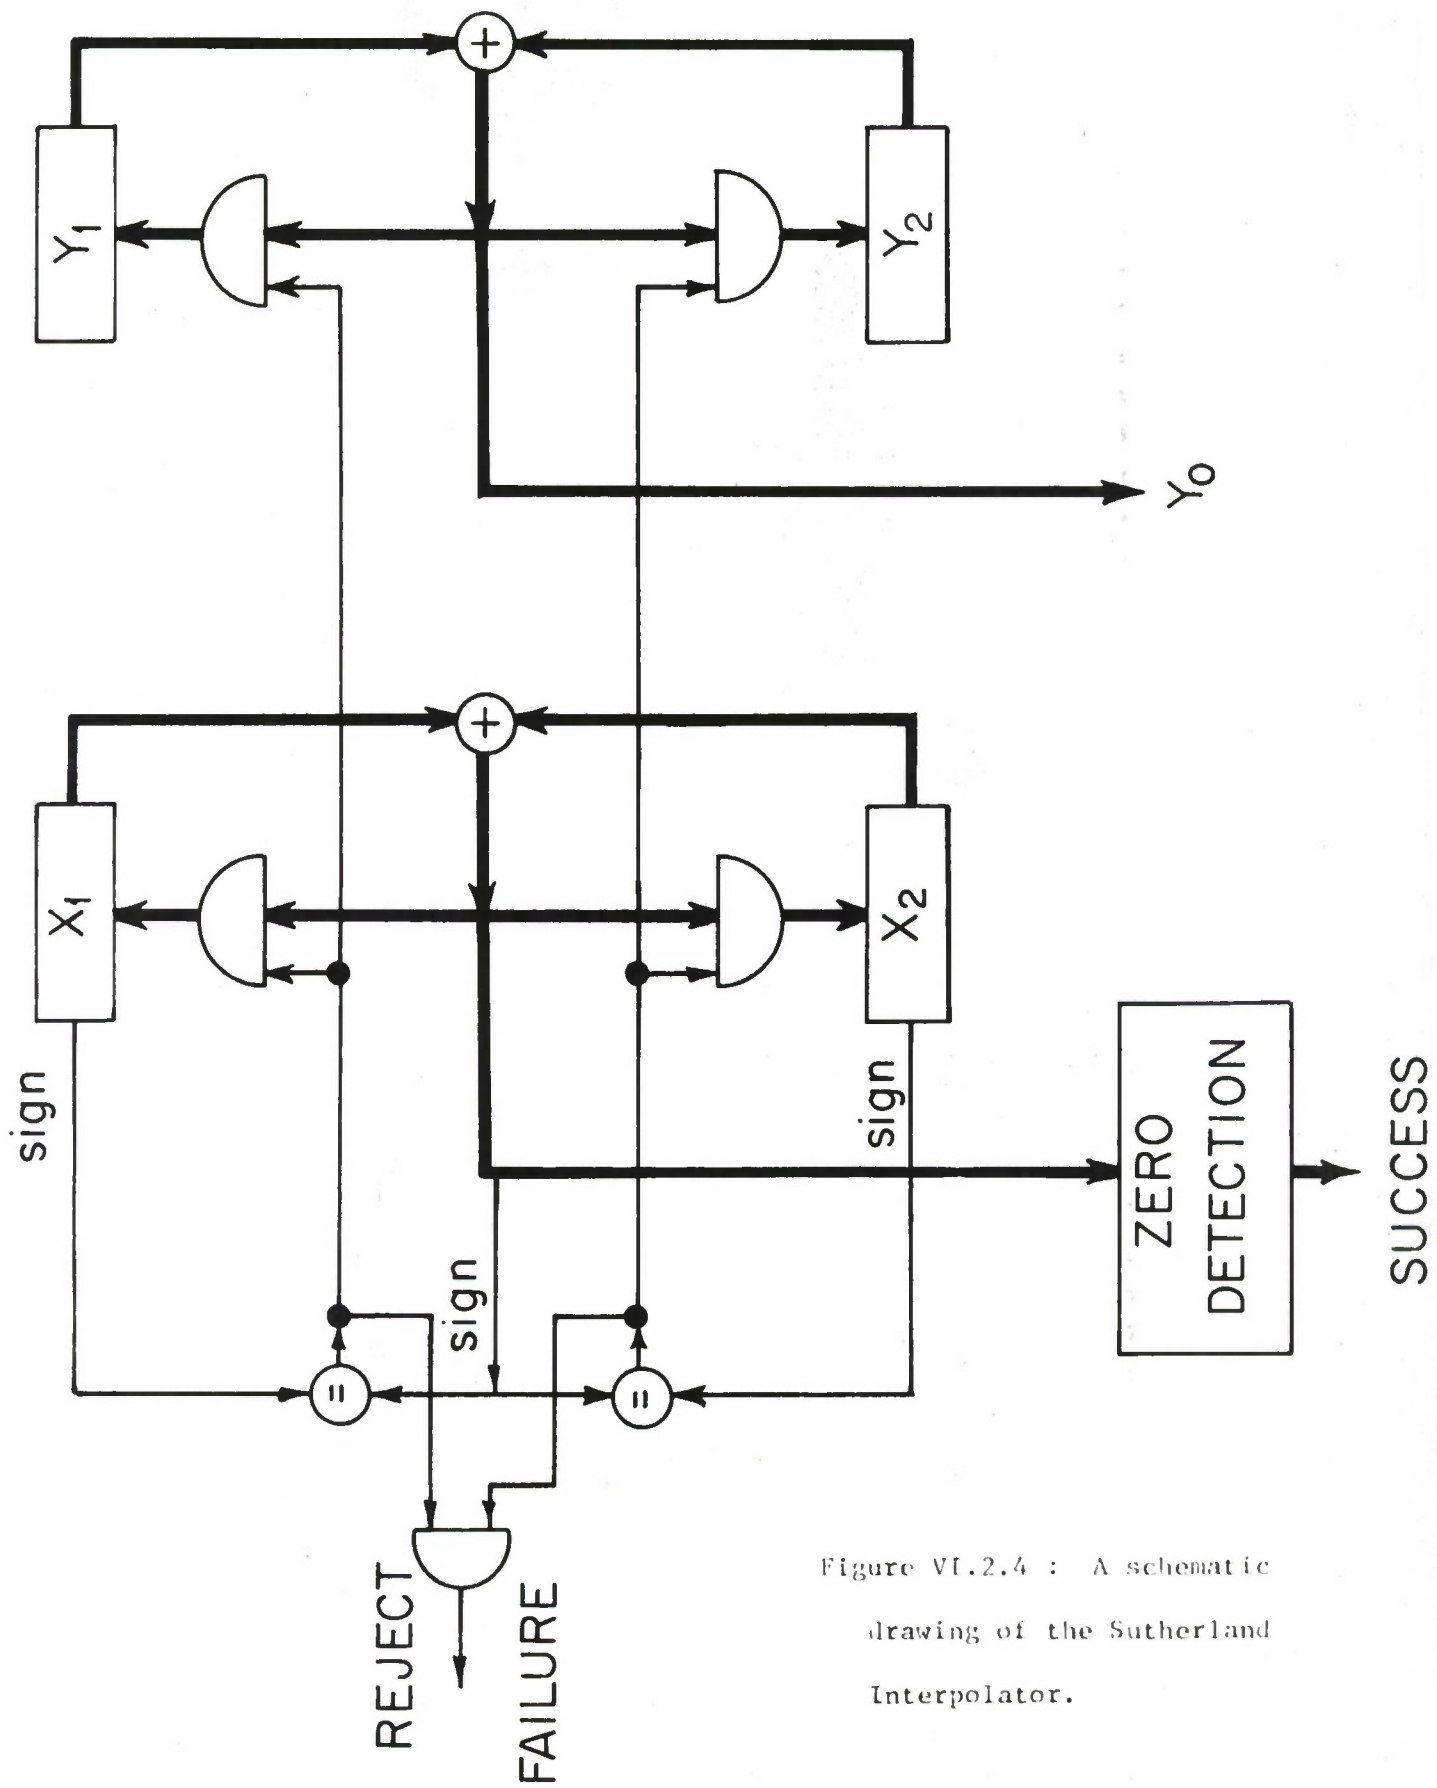 Y1
+
Y2
Y0
X1
+
X2
sign
sign
sign
=
=
ZERO
DETECTION
SUCCESS
REJECT
FAILURE
Figure VI.2.4 : A schematic
drawing of the Sutherland
Interpolator.